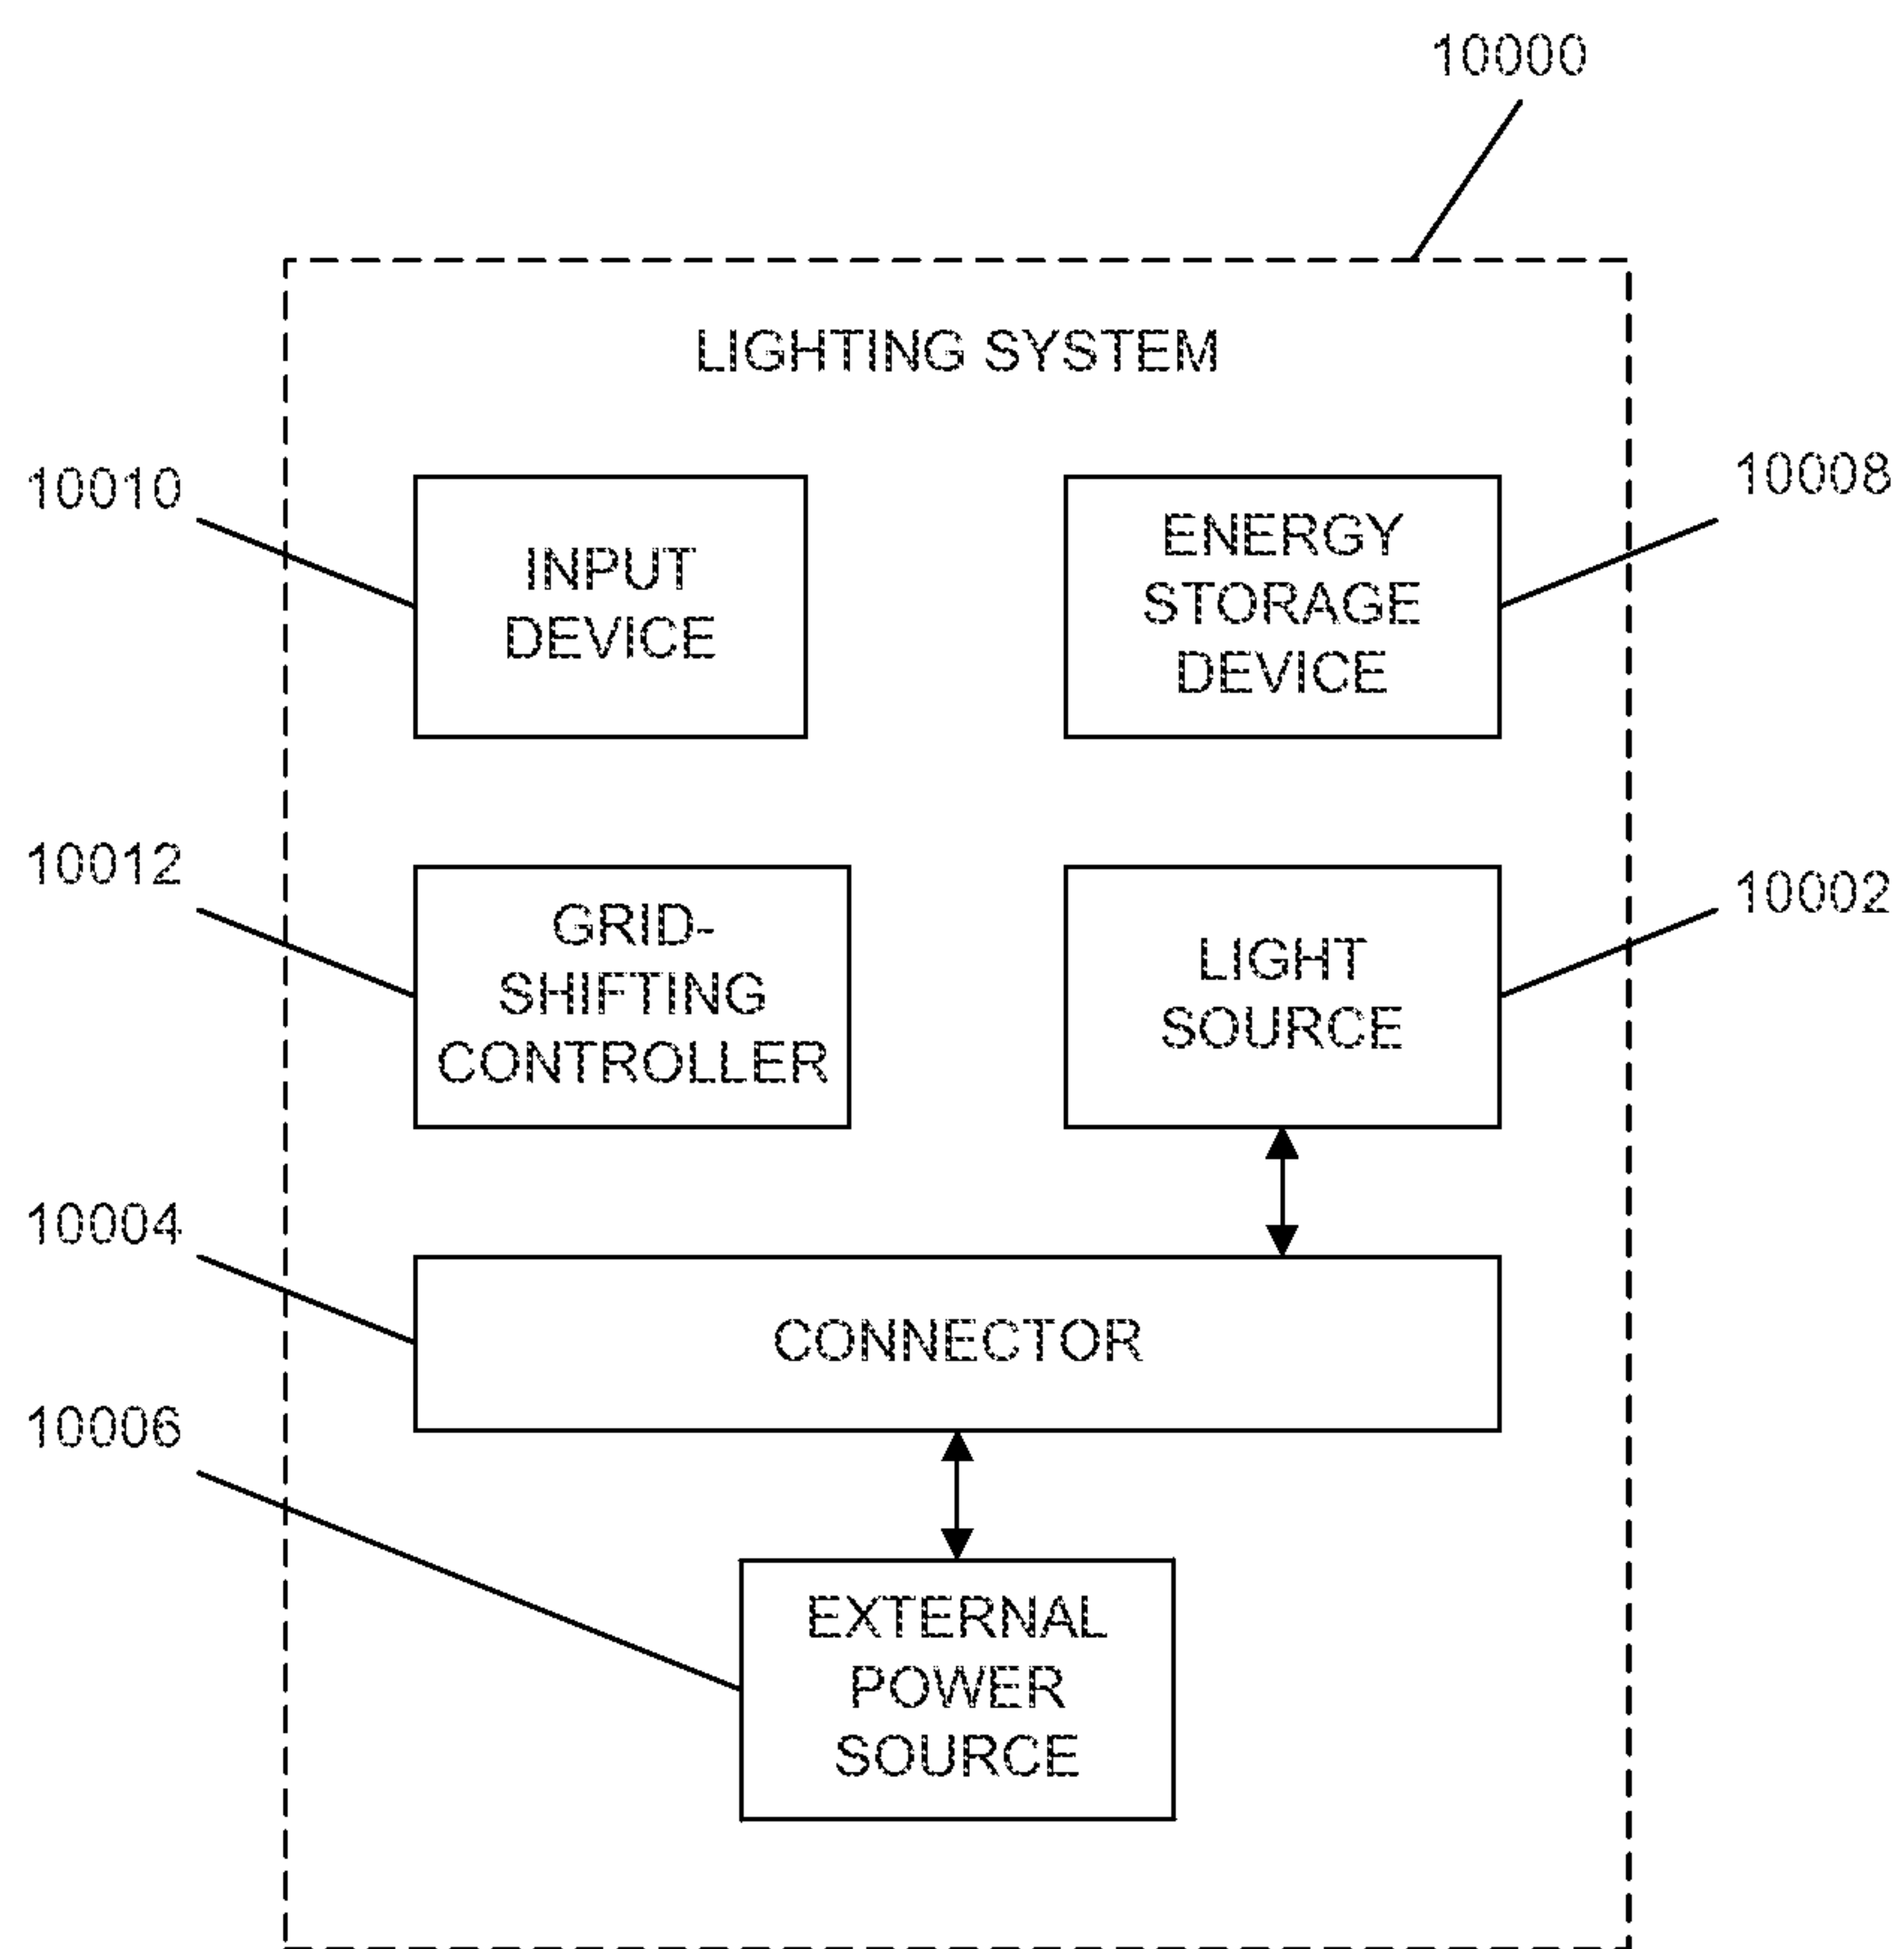 10000
LIGHTING SYSTEM
10010
INPUT
DEVICE
ENERGY
STORAGE
DEVICE
10008
10012
GRID-
SHIFTING
CONTROLLER
LIGHT
SOURCE
10002
10004
CONNECTOR
10006
EXTERNAL
POWER
SOURCE